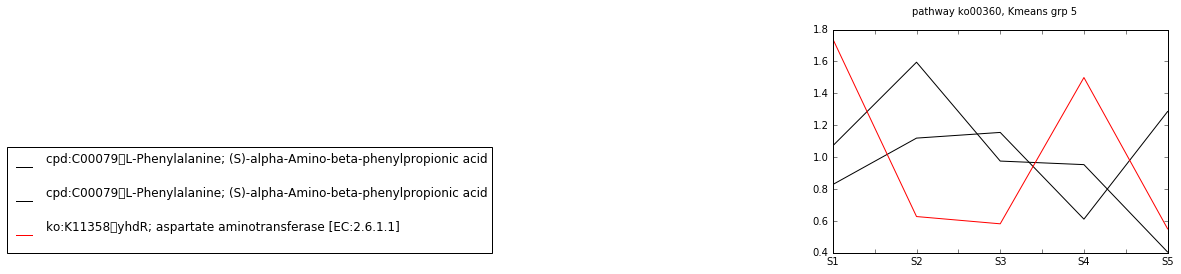 pathway ko00360, Kmeans grp 5
1.8
1.6
1.4
1.2
1.0
0.8
0.6
0.4
S1 S2 S3 S4 S5
cpd:C00079▯L-Phenylalanine; (S)-alpha-Amino-beta-phenylpropionic acid
cpd:C00079▯L-Phenylalanine; (S)-alpha-Amino-beta-phenylpropionic acid
ko:K11358▯yhdR; aspartate aminotransferase [EC:2.6.1.1]